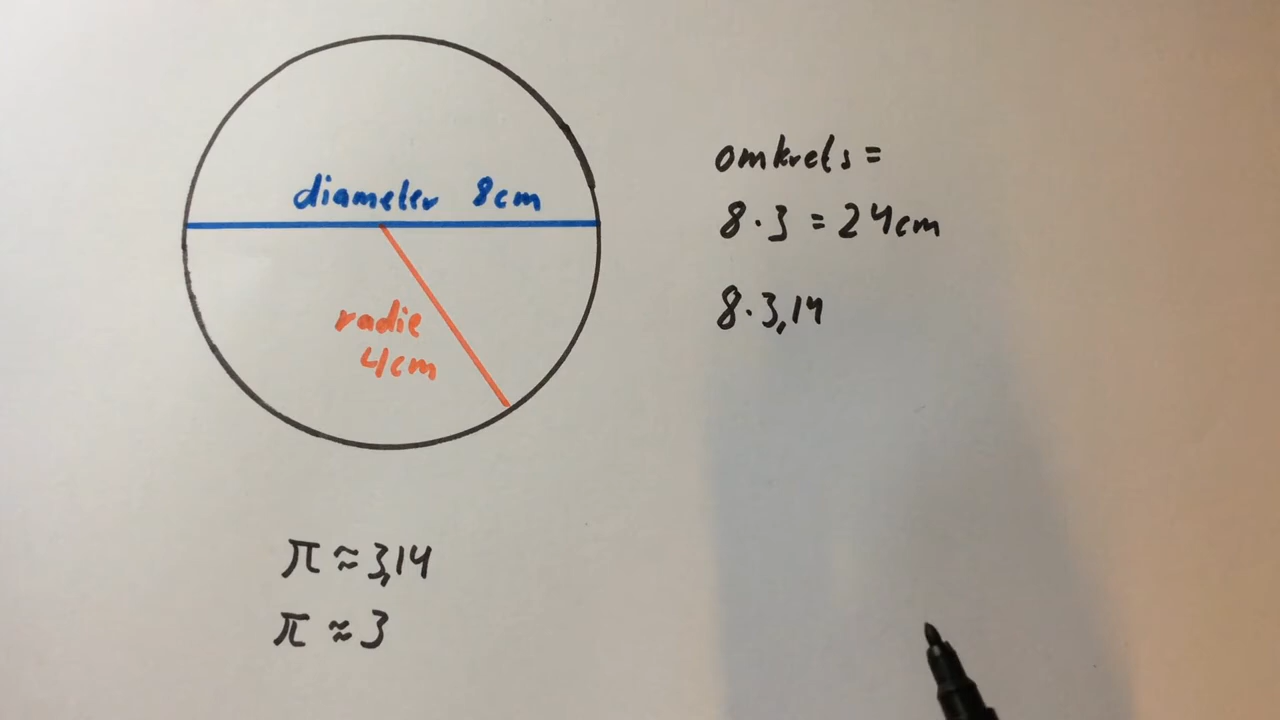 diameter 8cm
radie
4cm
omkrets =
8·3 = 24cm
8·3,14
π ≈ 3,14
π ≈ 3